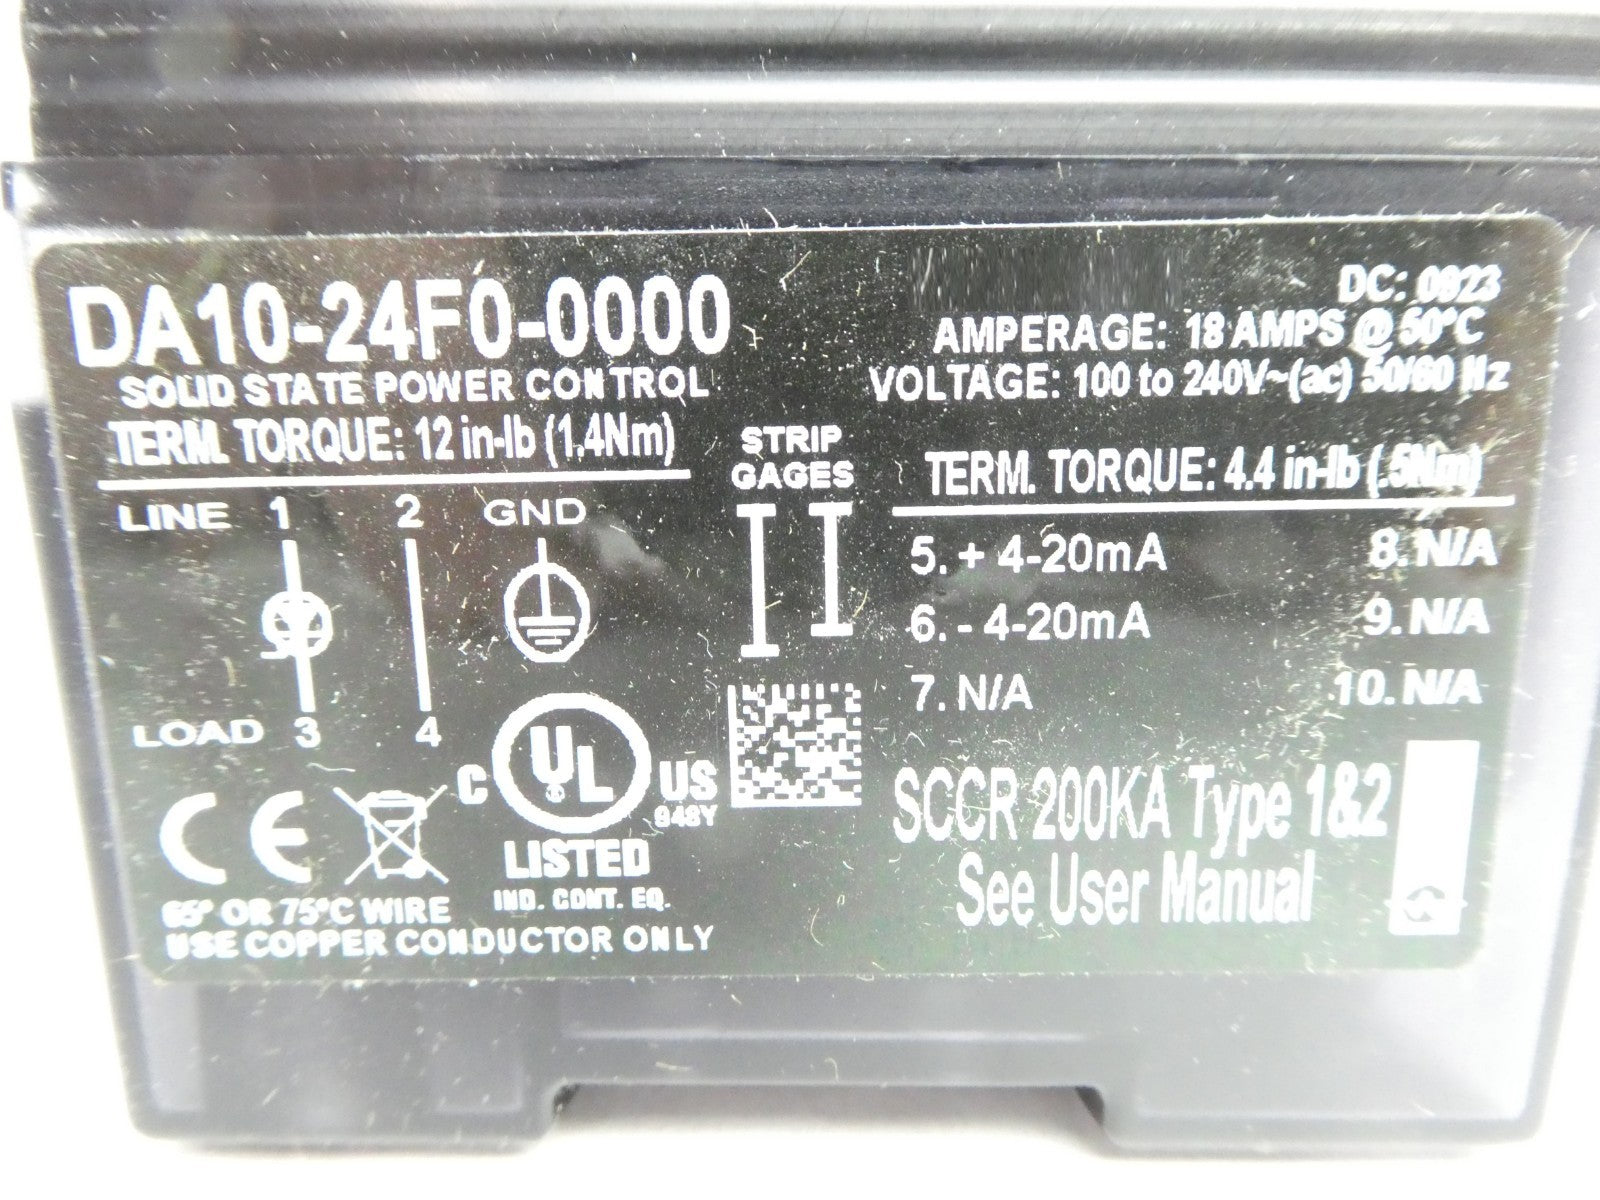 DA10-24F0-0000
SOLID STATE POWER CONTROL
TERM. TORQUE: 12 in-lb (1.4Nm)
LINE 1 2 GND
LOAD 3 4
CE
C UL US
948Y
LISTED
IND. CONT. EQ.
65° OR 75°C WIRE
USE COPPER CONDUCTOR ONLY
STRIP
GAGES
DC: 0923
AMPERAGE: 18 AMPS @ 50°C
VOLTAGE: 100 to 240V~(ac) 50/60 Hz
TERM. TORQUE: 4.4 in-lb (.5Nm)
5. + 4-20mA 8. N/A
6. - 4-20mA 9. N/A
7. N/A 10. N/A
SCCR 200KA Type 1&2
See User Manual